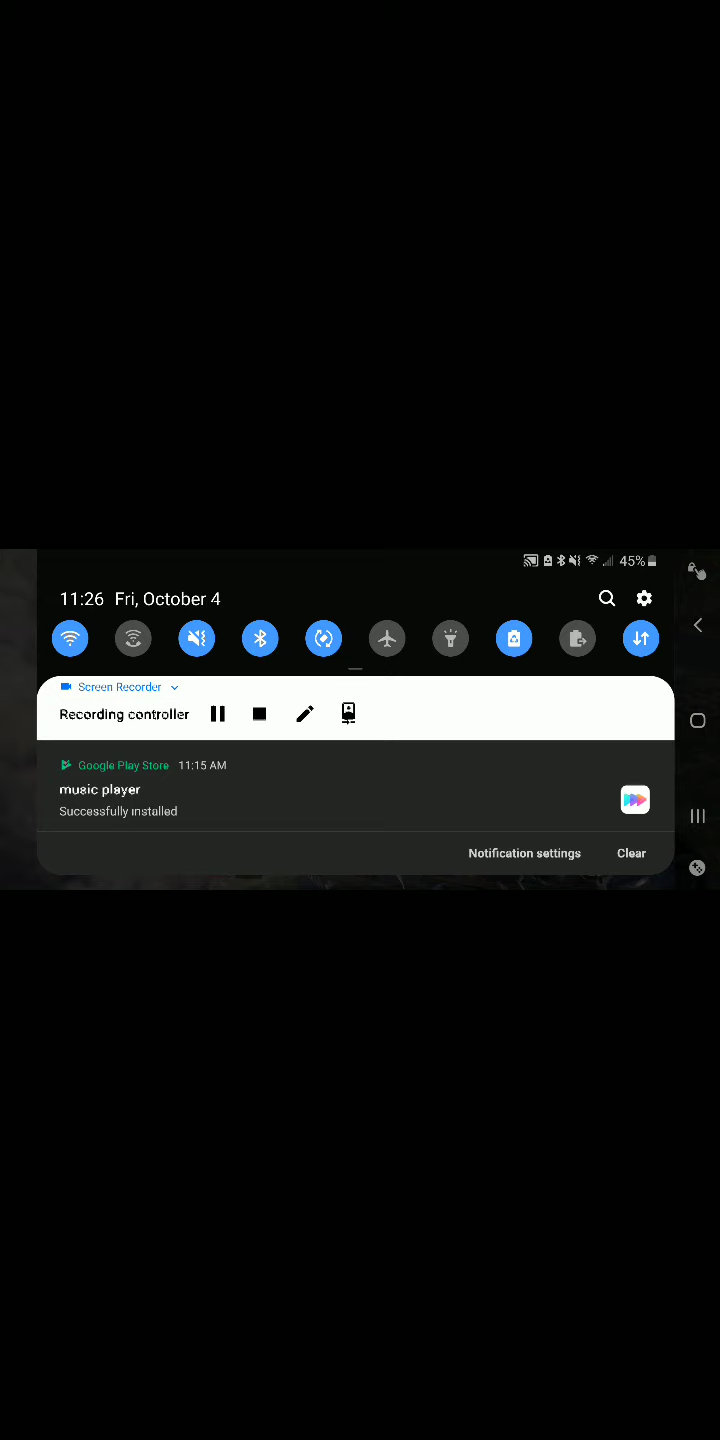 45%
11:26 Fri, October 4
Screen Recorder
Recording controller
Google Play Store 11:15 AM
music player
Successfully installed
Notification settings Clear